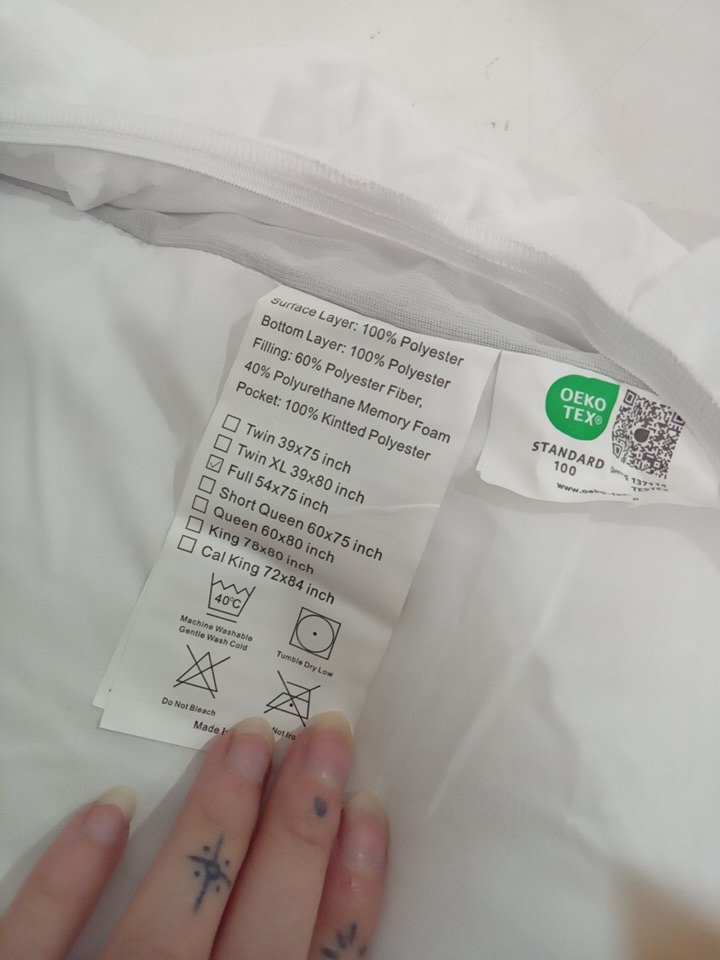 Surface Layer: 100% Polyester
Bottom Layer: 100% Polyester
Filling: 60% Polyester Fiber,
40% Polyurethane Memory Foam
Pocket: 100% Kintted Polyester
Twin 39x75 inch
Twin XL 39x80 inch
Full 54x75 inch
Short Queen 60x75 inch
Queen 60x80 inch
King 78x80 inch
Cal King 72x84 inch
40°C
Machine Washable
Gentle Wash Cold
Tumble Dry Low
Do Not Bleach
Not Iro
Made
OEKO
TEX®
STANDARD
100